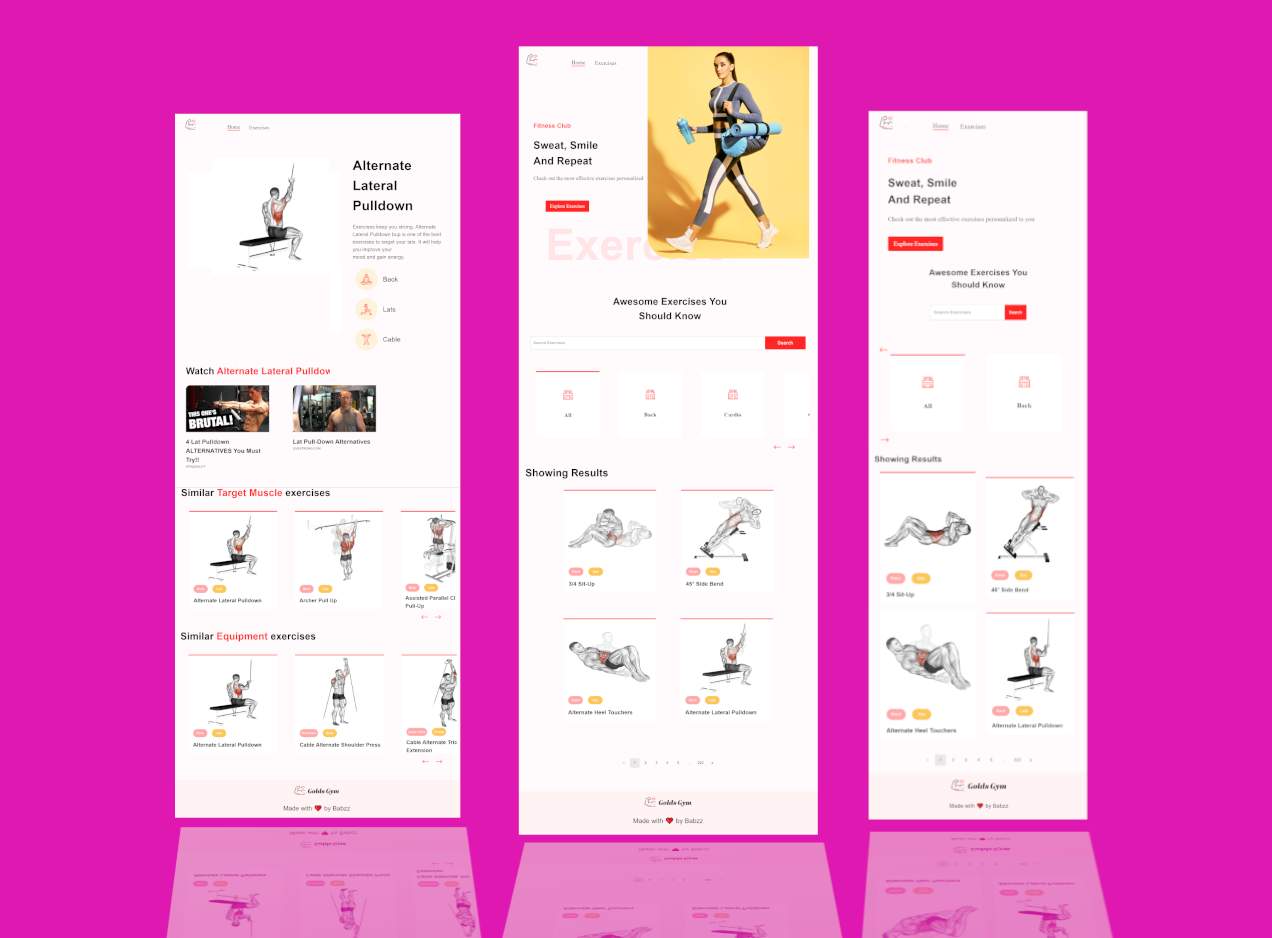 Home Exercises
Alternate
Lateral
Pulldown
Exercises keep you strong. Alternate
Lateral Pulldown bup is one of the best
exercises to target your lats. It will help
you improve your
mood and gain energy.
Back
Lats
Cable
Watch Alternate Lateral Pulldow
THIS ONE'S
BRUTAL!
4 Lat Pulldown
ALTERNATIVES You Must
Try!!
Lat Pull-Down Alternatives
Similar Target Muscle exercises
Alternate Lateral Pulldown
Archer Pull Up
Assisted Parallel Cl
Pull-Up
Similar Equipment exercises
Alternate Lateral Pulldown
Cable Alternate Shoulder Press
Cable Alternate Tric
Extension
Golds Gym
Made with ❤ by Babzz
Home Exercises
Fitness Club
Sweat, Smile
And Repeat
Check out the most effective exercises personalized
Explore Exercises
Exerc
Awesome Exercises You
Should Know
Search Exercises
Search
All
Back
Cardio
Showing Results
3/4 Sit-Up
45° Side Bend
Alternate Heel Touchers
Alternate Lateral Pulldown
1 2 3 4 5 ...
Golds Gym
Made with ❤ by Babzz
Home Exercises
Fitness Club
Sweat, Smile
And Repeat
Check out the most effective exercises personalized to you
Explore Exercises
Awesome Exercises You
Should Know
Search Exercises
Search
All
Back
Showing Results
3/4 Sit-Up
45° Side Bend
Alternate Heel Touchers
Alternate Lateral Pulldown
1 2 3 4 5 ...
Golds Gym
Made with ❤ by Babzz